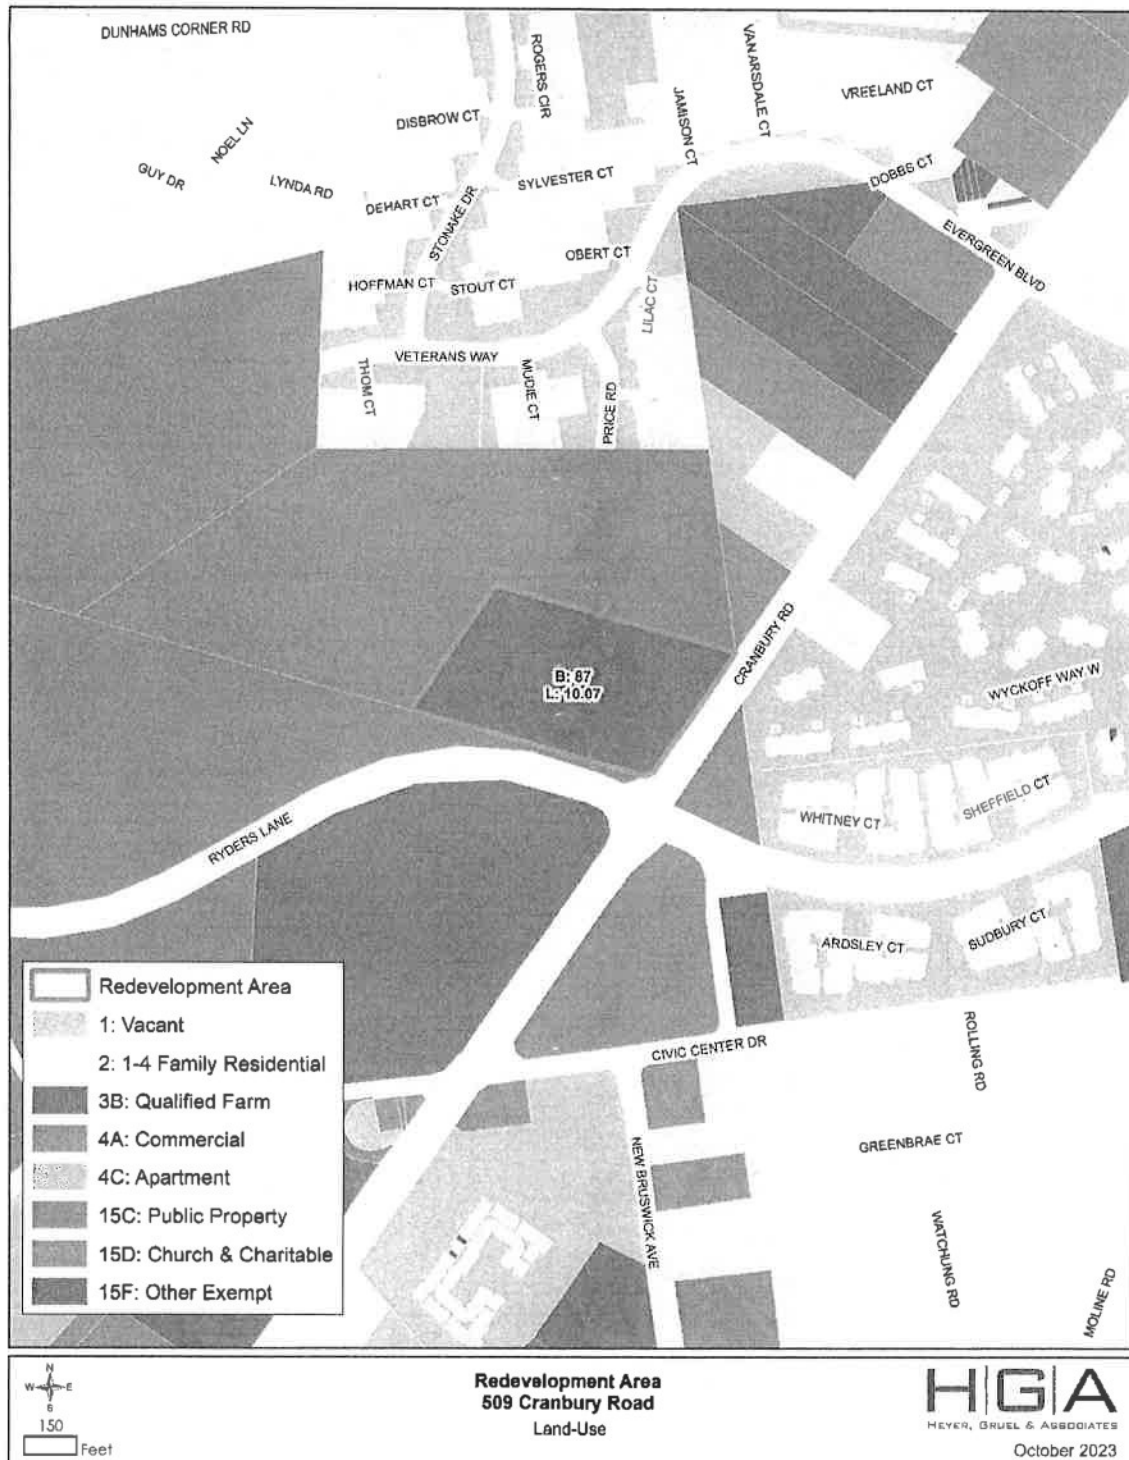 DUNHAMS CORNER RD
ROGERS CIR
VANARSDALE CT
VREELAND CT
JAMISON CT
DISBROW CT
NOEL LN
GUY DR
LYNDA RD
SYLVESTER CT
DOBBS CT
DEHART CT
STONAKE DR
EVERGREEN BLVD
OBERT CT
HOFFMAN CT
STOUT CT
LILAC CT
VETERANS WAY
THOM CT
MUDIE CT
PRICE RD
CRANBURY RD
B: 87
L: 10.07
WYCKOFF WAY W
SHEFFIELD CT
WHITNEY CT
RYDERS LANE
ARDSLEY CT
SUDBURY CT
CIVIC CENTER DR
ROLLING RD
NEW BRUSWICK AVE
GREENBRAE CT
WATCHUNG RD
MOLINE RD
Redevelopment Area
1: Vacant
2: 1-4 Family Residential
3B: Qualified Farm
4A: Commercial
4C: Apartment
15C: Public Property
15D: Church & Charitable
15F: Other Exempt
N
W E
S
150
Feet
Redevelopment Area
509 Cranbury Road
Land-Use
H|G|A
HEYER, GRUEL & ASSOCIATES
October 2023